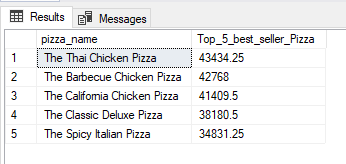 Results Messages
pizza_name Top_5_best_seller_Pizza
1 The Thai Chicken Pizza 43434.25
2 The Barbecue Chicken Pizza 42768
3 The California Chicken Pizza 41409.5
4 The Classic Deluxe Pizza 38180.5
5 The Spicy Italian Pizza 34831.25